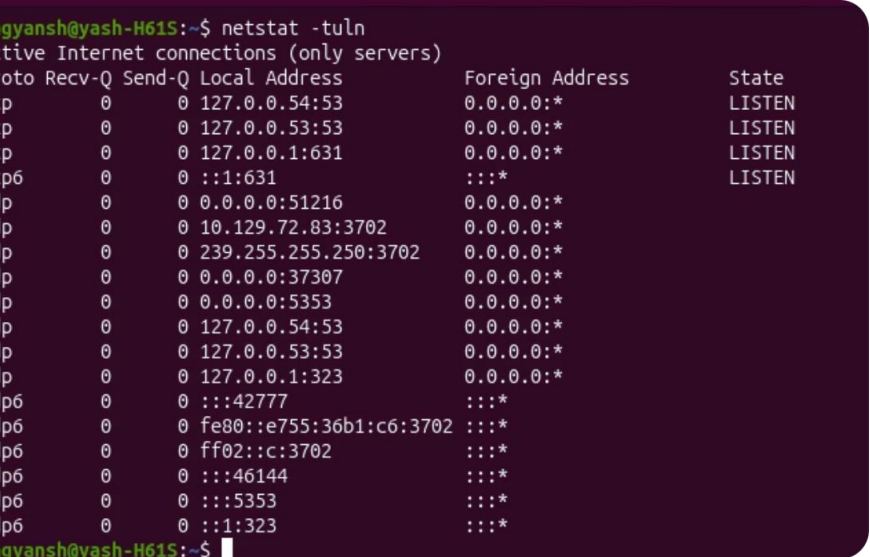 gyansh@yash-H61S:~$ netstat -tuln
tive Internet connections (only servers)
oto Recv-Q Send-Q Local Address Foreign Address State
p 0 0 127.0.0.54:53 0.0.0.0:* LISTEN
p 0 0 127.0.0.53:53 0.0.0.0:* LISTEN
p 0 0 127.0.0.1:631 0.0.0.0:* LISTEN
p6 0 0 ::1:631 :::* LISTEN
p 0 0 0.0.0.0:51216 0.0.0.0:*
p 0 0 10.129.72.83:3702 0.0.0.0:*
p 0 0 239.255.255.250:3702 0.0.0.0:*
p 0 0 0.0.0.0:37307 0.0.0.0:*
p 0 0 0.0.0.0:5353 0.0.0.0:*
p 0 0 127.0.0.54:53 0.0.0.0:*
p 0 0 127.0.0.53:53 0.0.0.0:*
p 0 0 127.0.0.1:323 0.0.0.0:*
p6 0 0 :::42777 :::*
p6 0 0 fe80::e755:36b1:c6:3702 :::*
p6 0 0 ff02::c:3702 :::*
p6 0 0 :::46144 :::*
p6 0 0 :::5353 :::*
p6 0 0 ::1:323 :::*
gyansh@yash-H61S:~$